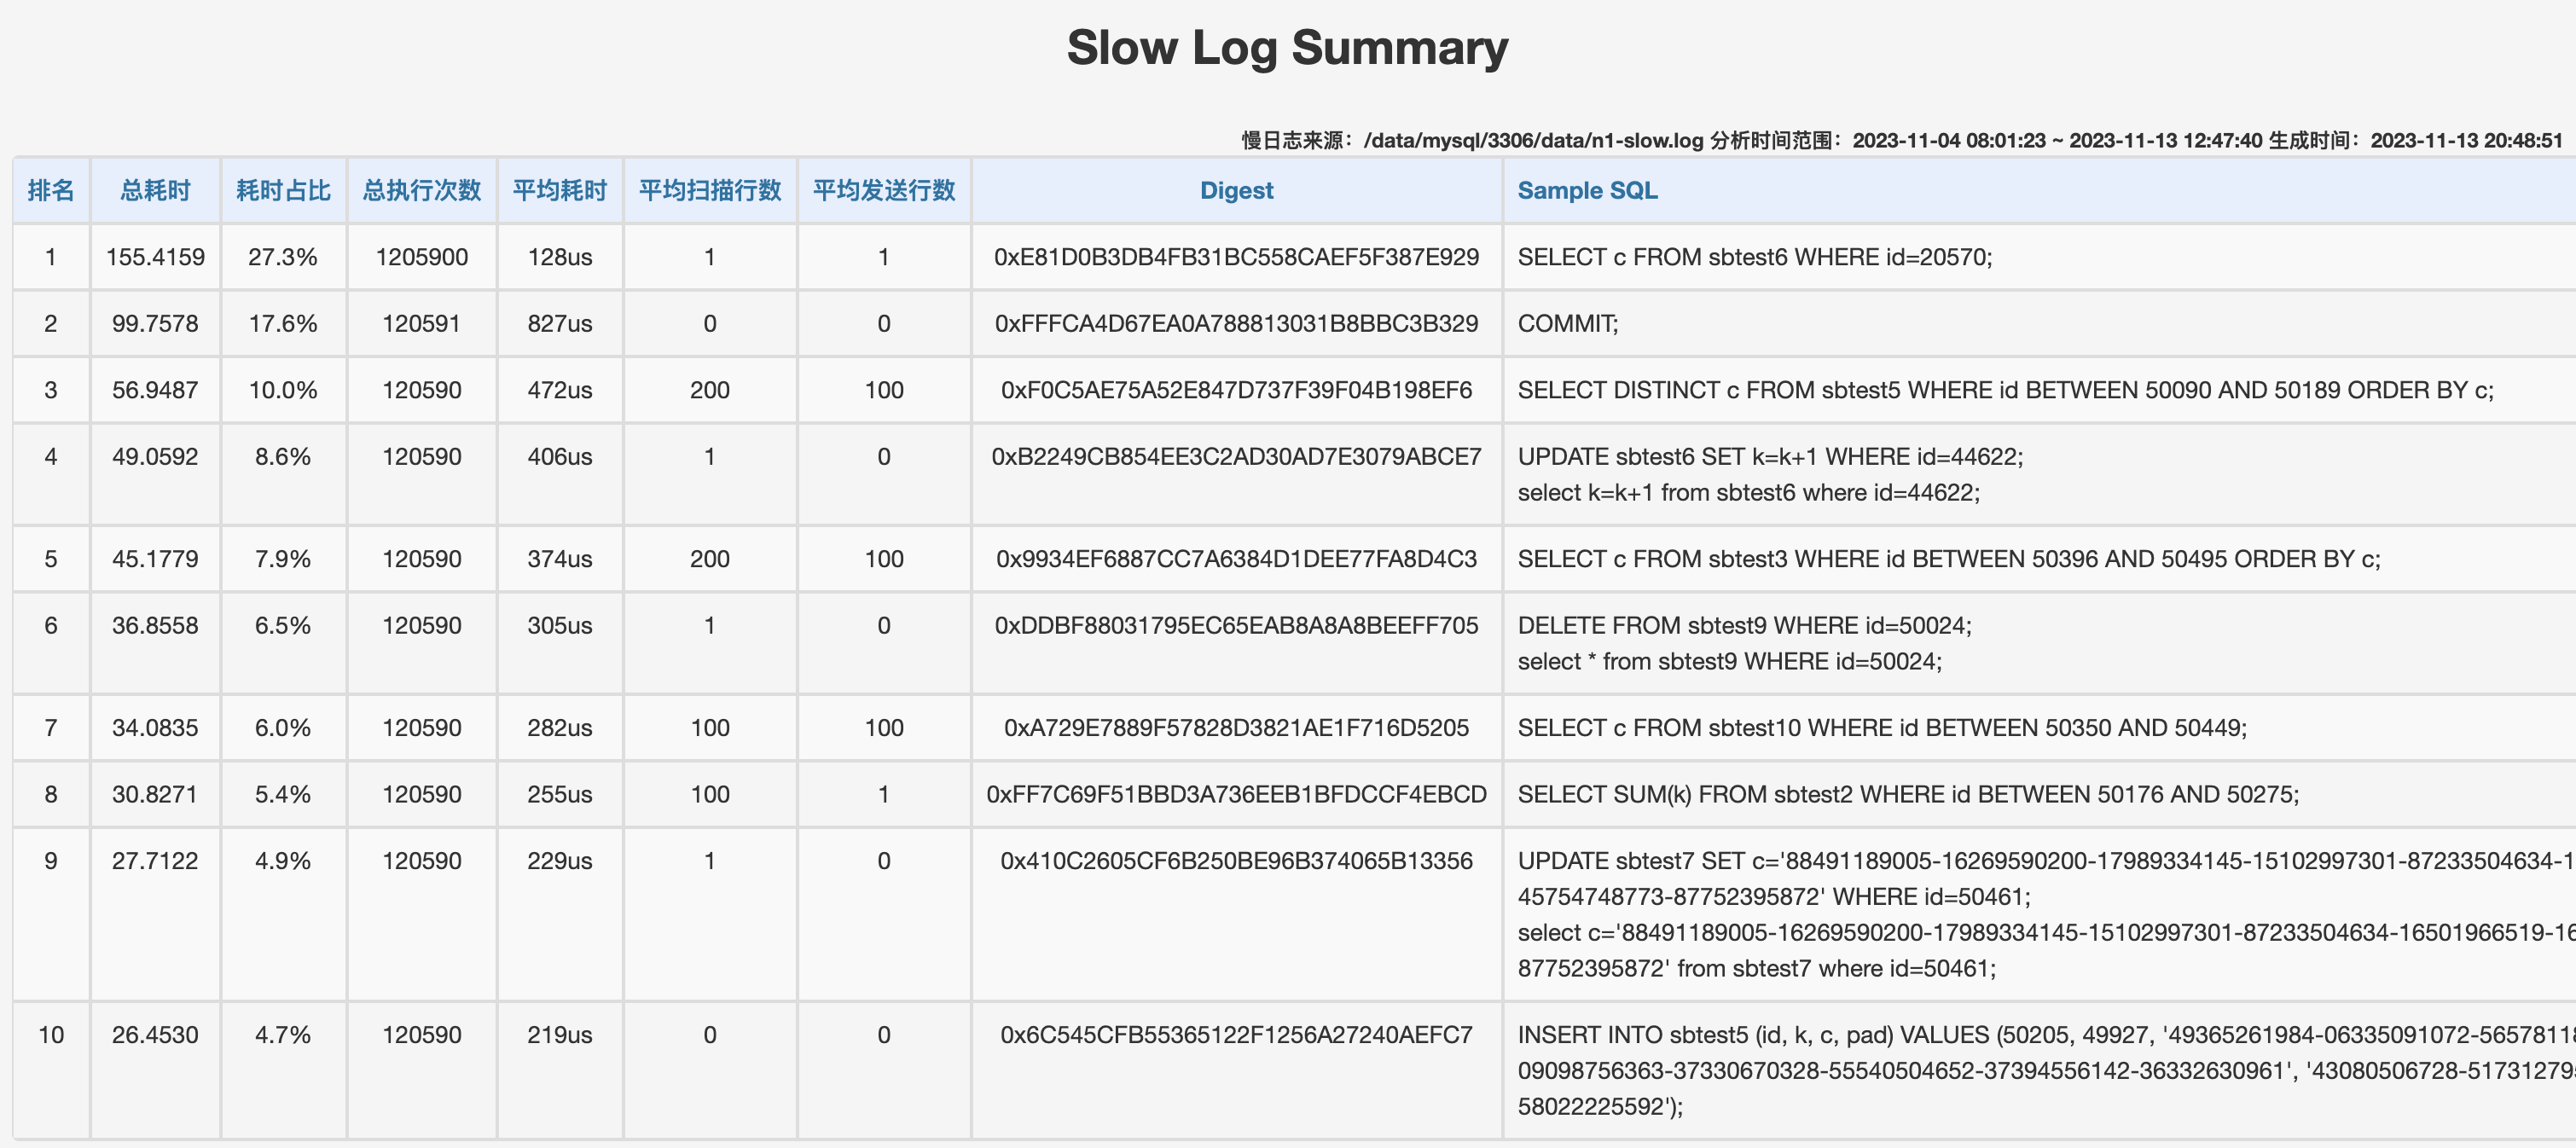 Slow Log Summary
慢日志来源：/data/mysql/3306/data/n1-slow.log 分析时间范围：2023-11-04 08:01:23 ~ 2023-11-13 12:47:40 生成时间：2023-11-13 20:48:51
排名 总耗时 耗时占比 总执行次数 平均耗时 平均扫描行数 平均发送行数 Digest Sample SQL
1 155.4159 27.3% 1205900 128us 1 1 0xE81D0B3DB4FB31BC558CAEF5F387E929 SELECT c FROM sbtest6 WHERE id=20570;
2 99.7578 17.6% 120591 827us 0 0 0xFFFCA4D67EA0A788813031B8BBC3B329 COMMIT;
3 56.9487 10.0% 120590 472us 200 100 0xF0C5AE75A52E847D737F39F04B198EF6 SELECT DISTINCT c FROM sbtest5 WHERE id BETWEEN 50090 AND 50189 ORDER BY c;
4 49.0592 8.6% 120590 406us 1 0 0xB2249CB854EE3C2AD30AD7E3079ABCE7 UPDATE sbtest6 SET k=k+1 WHERE id=44622;
select k=k+1 from sbtest6 where id=44622;
5 45.1779 7.9% 120590 374us 200 100 0x9934EF6887CC7A6384D1DEE77FA8D4C3 SELECT c FROM sbtest3 WHERE id BETWEEN 50396 AND 50495 ORDER BY c;
6 36.8558 6.5% 120590 305us 1 0 0xDDBF88031795EC65EAB8A8A8BEEFF705 DELETE FROM sbtest9 WHERE id=50024;
select * from sbtest9 WHERE id=50024;
7 34.0835 6.0% 120590 282us 100 100 0xA729E7889F57828D3821AE1F716D5205 SELECT c FROM sbtest10 WHERE id BETWEEN 50350 AND 50449;
8 30.8271 5.4% 120590 255us 100 1 0xFF7C69F51BBD3A736EEB1BFDCCF4EBCD SELECT SUM(k) FROM sbtest2 WHERE id BETWEEN 50176 AND 50275;
9 27.7122 4.9% 120590 229us 1 0 0x410C2605CF6B250BE96B374065B13356 UPDATE sbtest7 SET c='88491189005-16269590200-17989334145-15102997301-87233504634-1
45754748773-87752395872' WHERE id=50461;
select c='88491189005-16269590200-17989334145-15102997301-87233504634-16501966519-16
87752395872' from sbtest7 where id=50461;
10 26.4530 4.7% 120590 219us 0 0 0x6C545CFB55365122F1256A27240AEFC7 INSERT INTO sbtest5 (id, k, c, pad) VALUES (50205, 49927, '49365261984-06335091072-5657811
09098756363-37330670328-55540504652-37394556142-36332630961', '43080506728-51731279
58022225592');